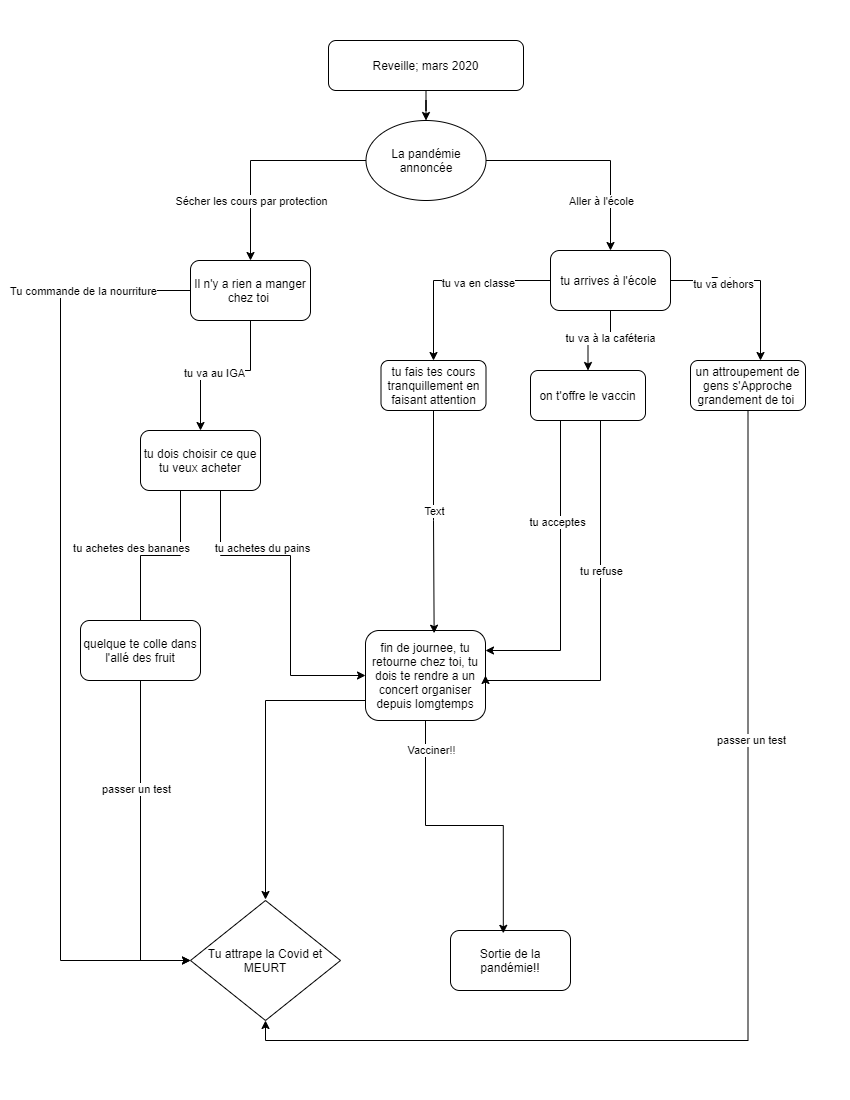 Reveille; mars 2020
La pandémie
annoncée
Sécher les cours par protection
Aller à l'école
Il n'y a rien a manger
chez toi
Tu commande de la nourriture
tu va en classe
tu arrives à l'école
tu va dehors
tu va à la caféteria
tu va au IGA
tu fais tes cours
tranquillement en
faisant attention
on t'offre le vaccin
un attroupement de
gens s'Approche
grandement de toi
tu dois choisir ce que
tu veux acheter
Text
tu acceptes
tu achetes des bananes
tu achetes du pains
tu refuse
quelque te colle dans
l'allé des fruit
fin de journee, tu
retourne chez toi, tu
dois te rendre a un
concert organiser
depuis lomgtemps
passer un test
Vacciner!!
passer un test
Tu attrape la Covid et
MEURT
Sortie de la
pandémie!!